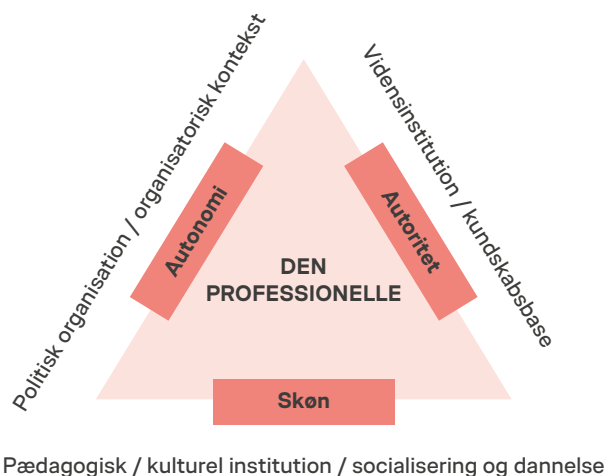 Politisk organisation / organisatorisk kontekst
Vidensinstitution / kundskabsbase
Autonomi
Autoritet
DEN
PROFESSIONELLE
Skøn
Pædagogisk / kulturel institution / socialisering og dannelse